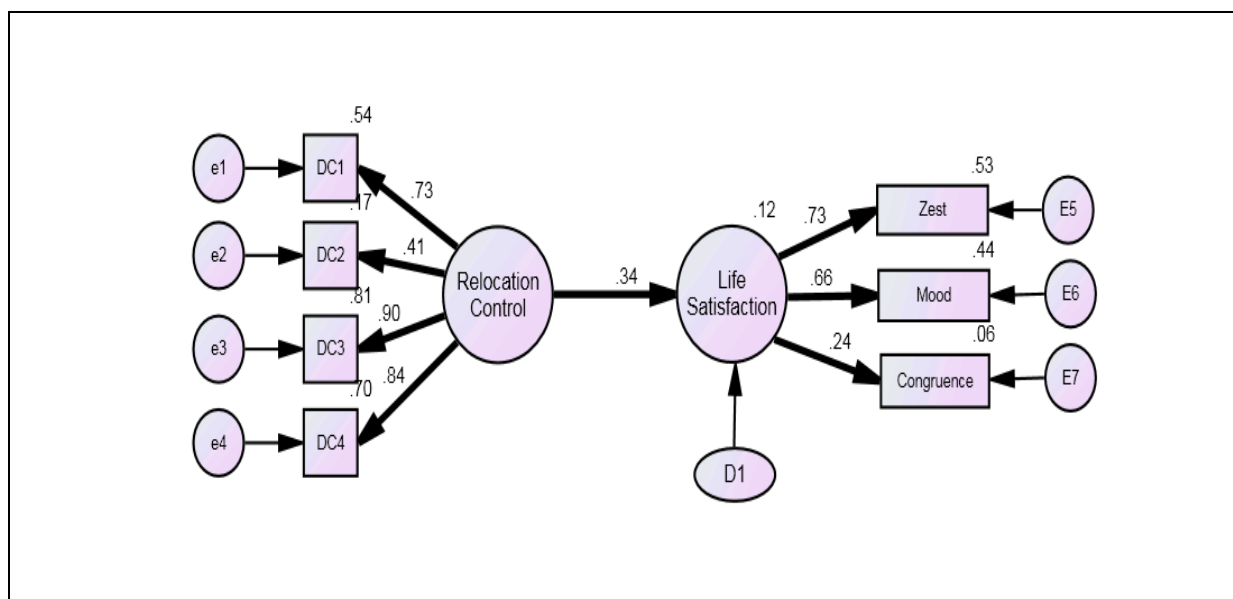 .54
e1
DC1
.73
.17
e2
DC2
.41
.81
e3
DC3
.90
.70
e4
DC4
.84
Relocation
Control
.34
.12
Life
Satisfaction
D1
.73
.53
Zest
E5
.66
.44
Mood
E6
.24
.06
Congruence
E7